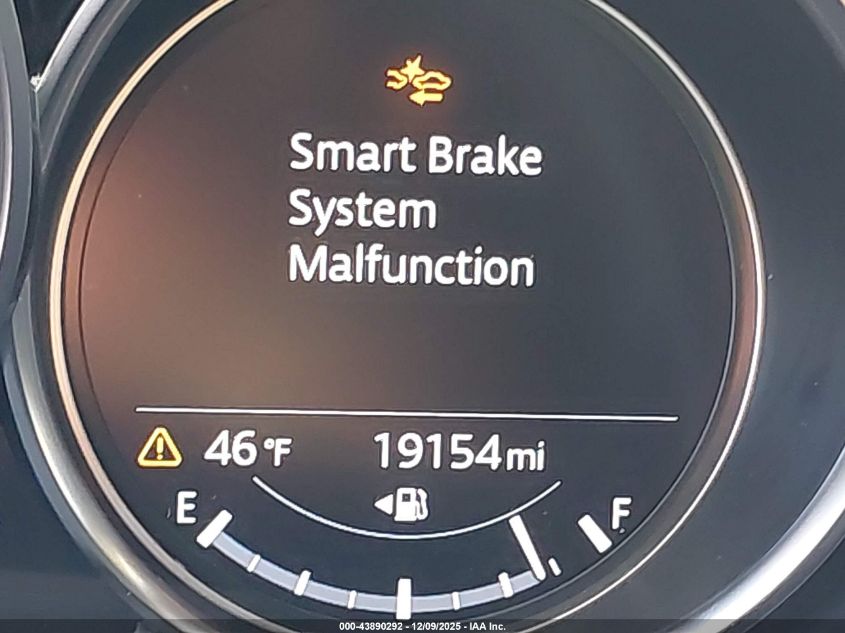 Smart Brake
System
Malfunction
46°F 19154mi
E F
000-43890292 - 12/09/2025 - IAA Inc.